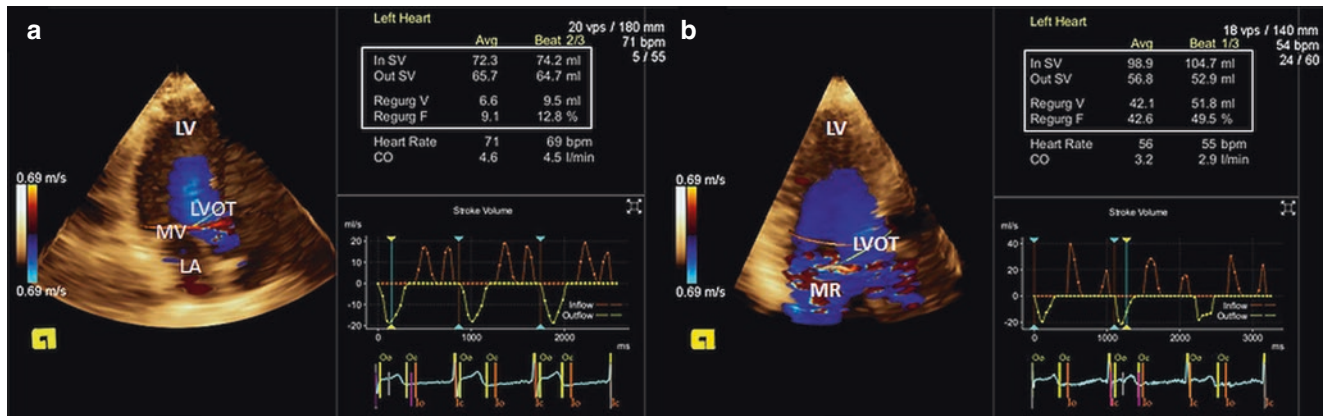 a
LV
LVOT
MV
LA
0.69 m/s
0.69 m/s
Left Heart
20 vps / 180 mm
71 bpm
5 / 55
Avg Beat 2/3
In SV 72.3 74.2 ml
Out SV 65.7 64.7 ml
Regurg V 6.6 9.5 ml
Regurg F 9.1 12.8 %
Heart Rate 71 69 bpm
CO 4.6 4.5 l/min
Stroke Volume
ml/s
20
10
0
-10
-20
Inflow
Outflow
0 1000 2000
ms
b
LV
LVOT
MR
0.69 m/s
0.69 m/s
Left Heart
18 vps / 140 mm
54 bpm
24 / 60
Avg Beat 1/3
In SV 98.9 104.7 ml
Out SV 56.8 52.9 ml
Regurg V 42.1 51.8 ml
Regurg F 42.6 49.5 %
Heart Rate 56 55 bpm
CO 3.2 2.9 l/min
Stroke Volume
ml/s
40
20
0
-20
Inflow
Outflow
0 1000 2000 3000
ms